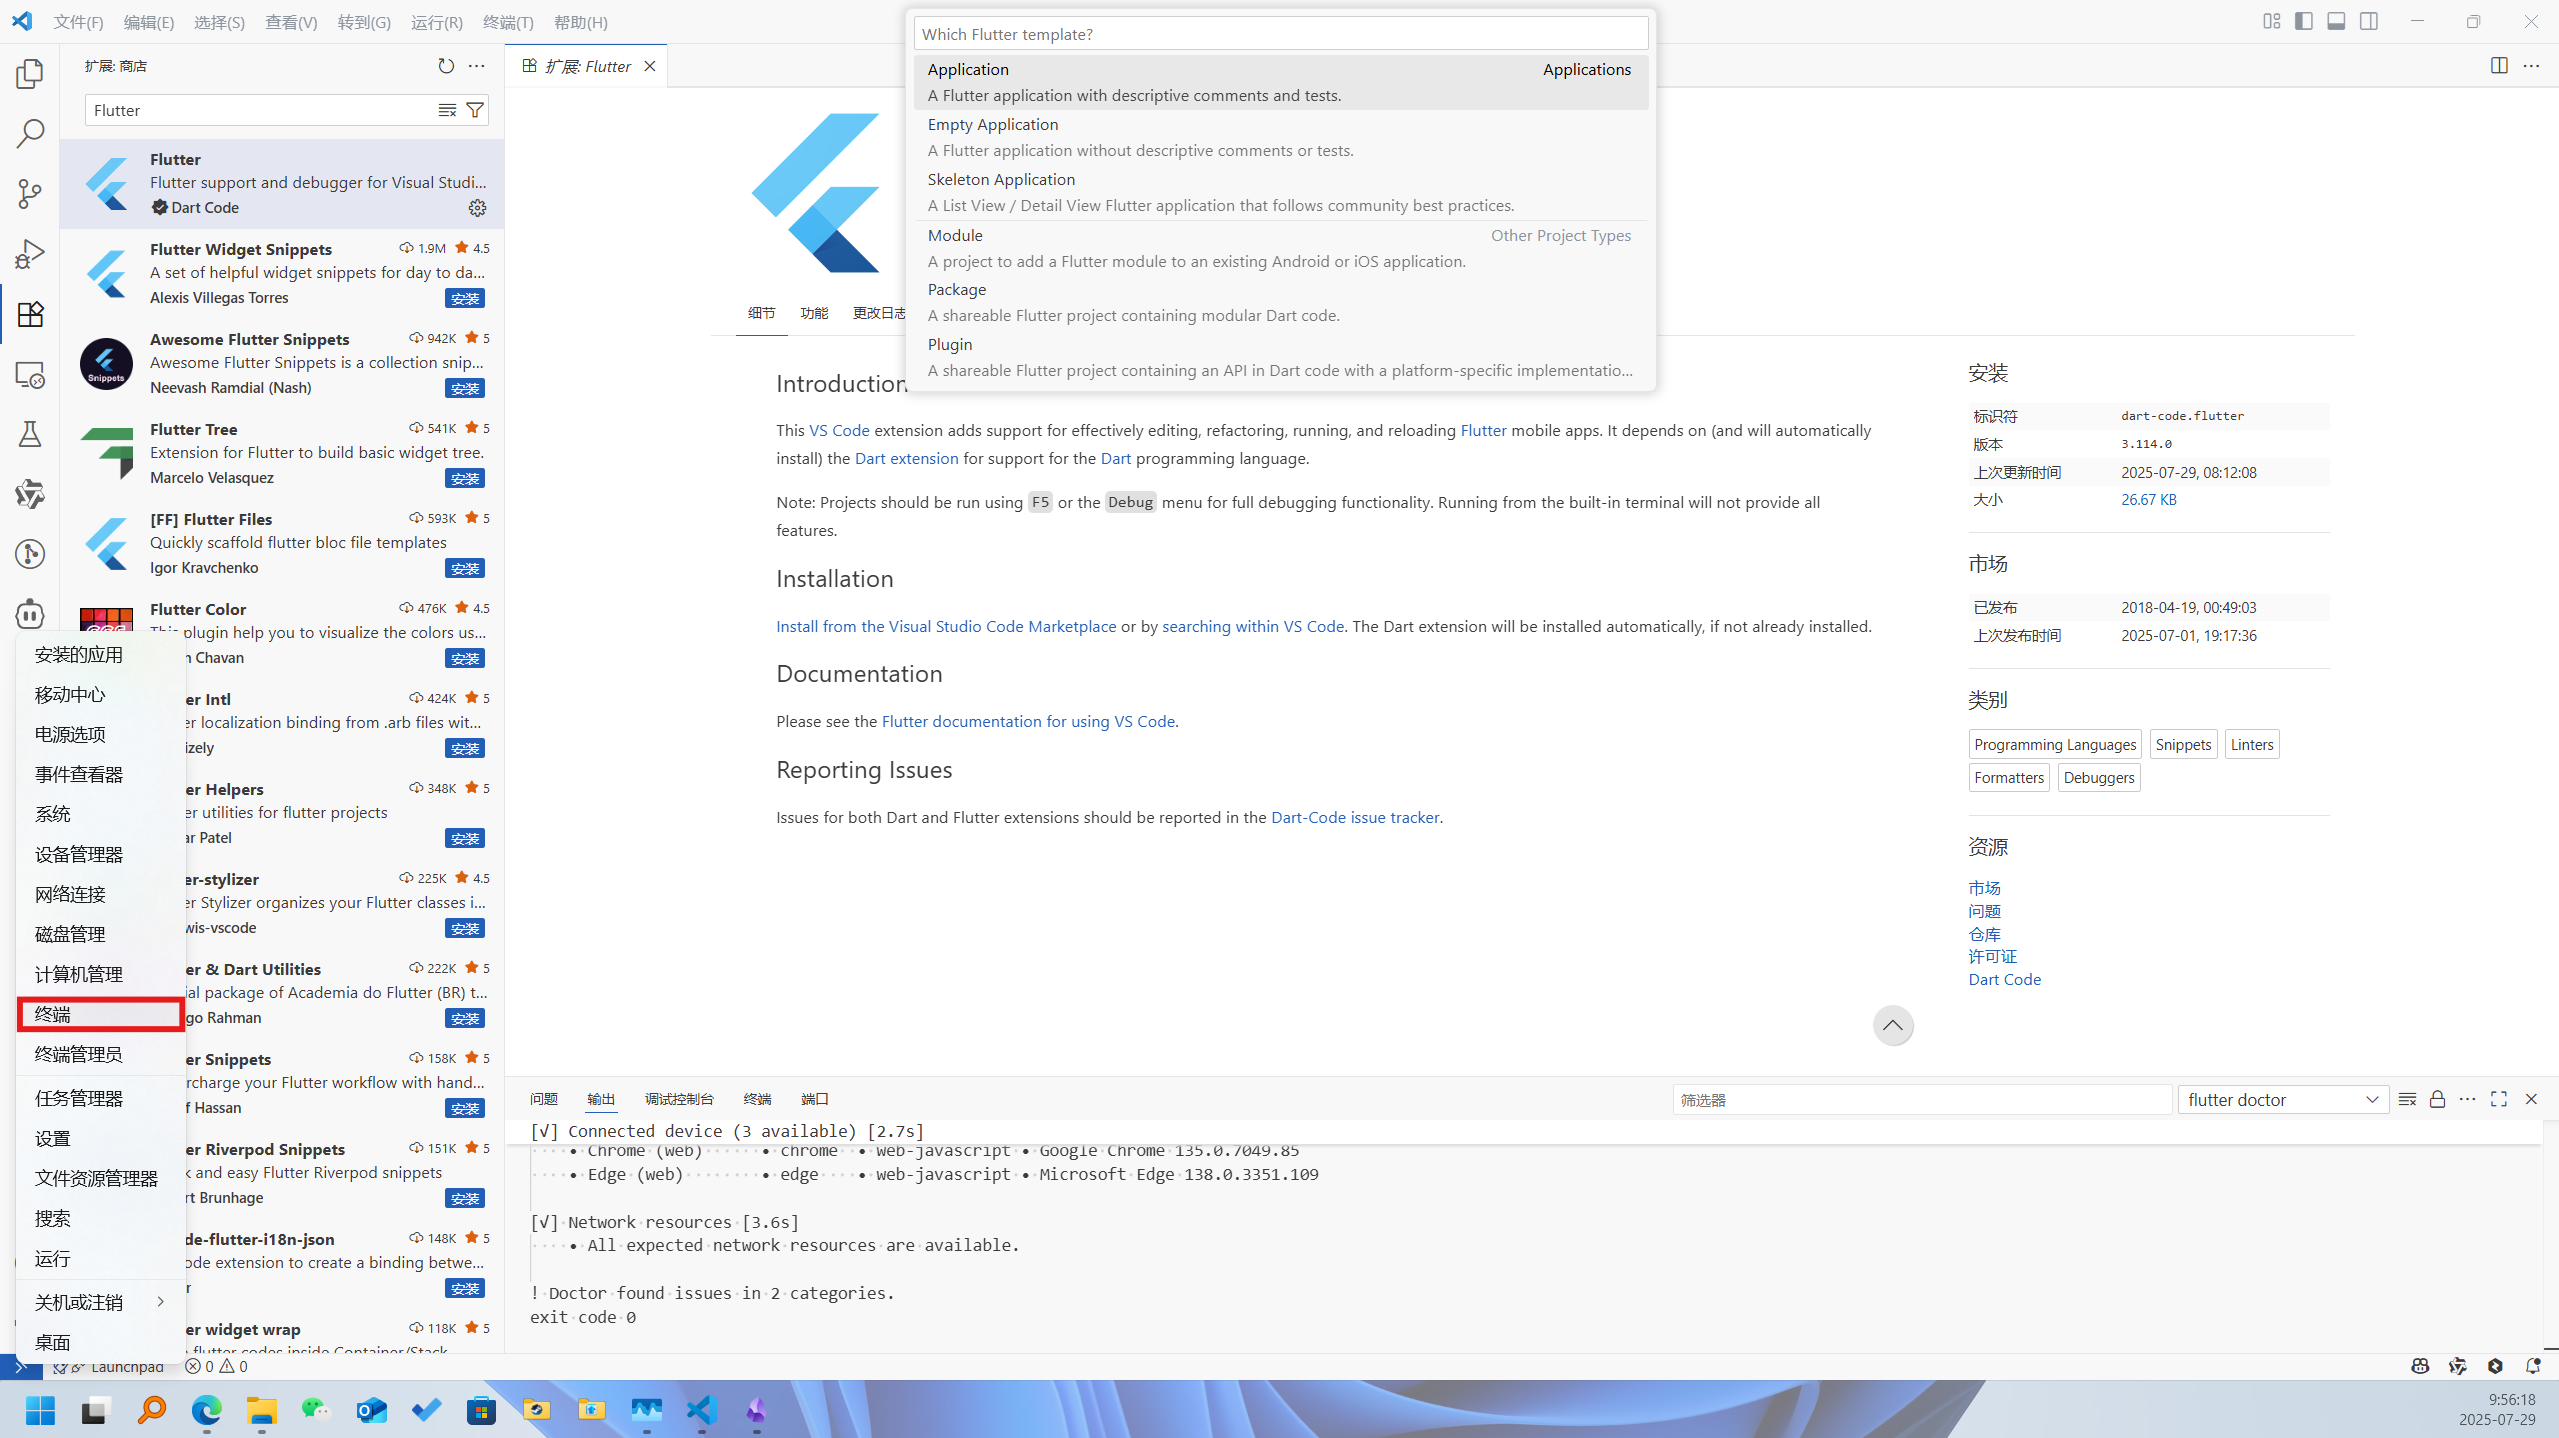 文件(F) 编辑(E) 选择(S) 查看(V) 转到(G) 运行(R) 终端(T) 帮助(H)
扩展: 商店
Flutter
Flutter
Flutter support and debugger for Visual Studi...
Dart Code
Flutter Widget Snippets 1.9M 4.5
A set of helpful widget snippets for day to da...
Alexis Villegas Torres 安装
Awesome Flutter Snippets 942K 5
Awesome Flutter Snippets is a collection snip...
Neevash Ramdial (Nash) 安装
Snippets
Flutter Tree 541K 5
Extension for Flutter to build basic widget tree.
Marcelo Velasquez 安装
[FF] Flutter Files 593K 5
Quickly scaffold flutter bloc file templates
Igor Kravchenko 安装
Flutter Color 476K 4.5
plugin help you to visualize the colors us...
Chavan 安装
er Intl 424K 5
er localization binding from .arb files wit...
izely 安装
er Helpers 348K 5
er utilities for flutter projects
ar Patel 安装
er-stylizer 225K 4.5
er Stylizer organizes your Flutter classes i...
wis-vscode 安装
er & Dart Utilities 222K 5
ial package of Academia do Flutter (BR) t...
go Rahman 安装
er Snippets 158K 5
rcharge your Flutter workflow with hand...
f Hassan 安装
er Riverpod Snippets 151K 5
k and easy Flutter Riverpod snippets
rt Brunhage 安装
de-flutter-i18n-json 148K 5
ode extension to create a binding betwe...
r 安装
er widget wrap 118K 5
flutter codes inside Container/Stack
安装的应用
移动中心
电源选项
事件查看器
系统
设备管理器
网络连接
磁盘管理
计算机管理
终端
终端管理员
任务管理器
设置
文件资源管理器
搜索
运行
关机或注销
桌面
扩展: Flutter
Which Flutter template?
Application Applications
A Flutter application with descriptive comments and tests.
Empty Application
A Flutter application without descriptive comments or tests.
Skeleton Application
A List View / Detail View Flutter application that follows community best practices.
Module Other Project Types
A project to add a Flutter module to an existing Android or iOS application.
Package
A shareable Flutter project containing modular Dart code.
Plugin
A shareable Flutter project containing an API in Dart code with a platform-specific implementatio...
细节 功能 更改日志
Introduction
This VS Code extension adds support for effectively editing, refactoring, running, and reloading Flutter mobile apps. It depends on (and will automatically
install) the Dart extension for support for the Dart programming language.
Note: Projects should be run using F5 or the Debug menu for full debugging functionality. Running from the built-in terminal will not provide all
features.
Installation
Install from the Visual Studio Code Marketplace or by searching within VS Code. The Dart extension will be installed automatically, if not already installed.
Documentation
Please see the Flutter documentation for using VS Code.
Reporting Issues
Issues for both Dart and Flutter extensions should be reported in the Dart-Code issue tracker.
安装
标识符 dart-code.flutter
版本 3.114.0
上次更新时间 2025-07-29, 08:12:08
大小 26.67 KB
市场
已发布 2018-04-19, 00:49:03
上次发布时间 2025-07-01, 19:17:36
类别
Programming Languages Snippets Linters
Formatters Debuggers
资源
市场
问题
仓库
许可证
Dart Code
问题 输出 调试控制台 终端 端口
筛选器 flutter doctor
[√] Connected device (3 available) [2.7s]
• Chrome (web) • chrome • web-javascript • Google Chrome 135.0.7049.85
• Edge (web) • edge • web-javascript • Microsoft Edge 138.0.3351.109
[√] Network resources [3.6s]
• All expected network resources are available.
! Doctor found issues in 2 categories.
exit code 0
Launchpad 0 0
9:56:18
2025-07-29